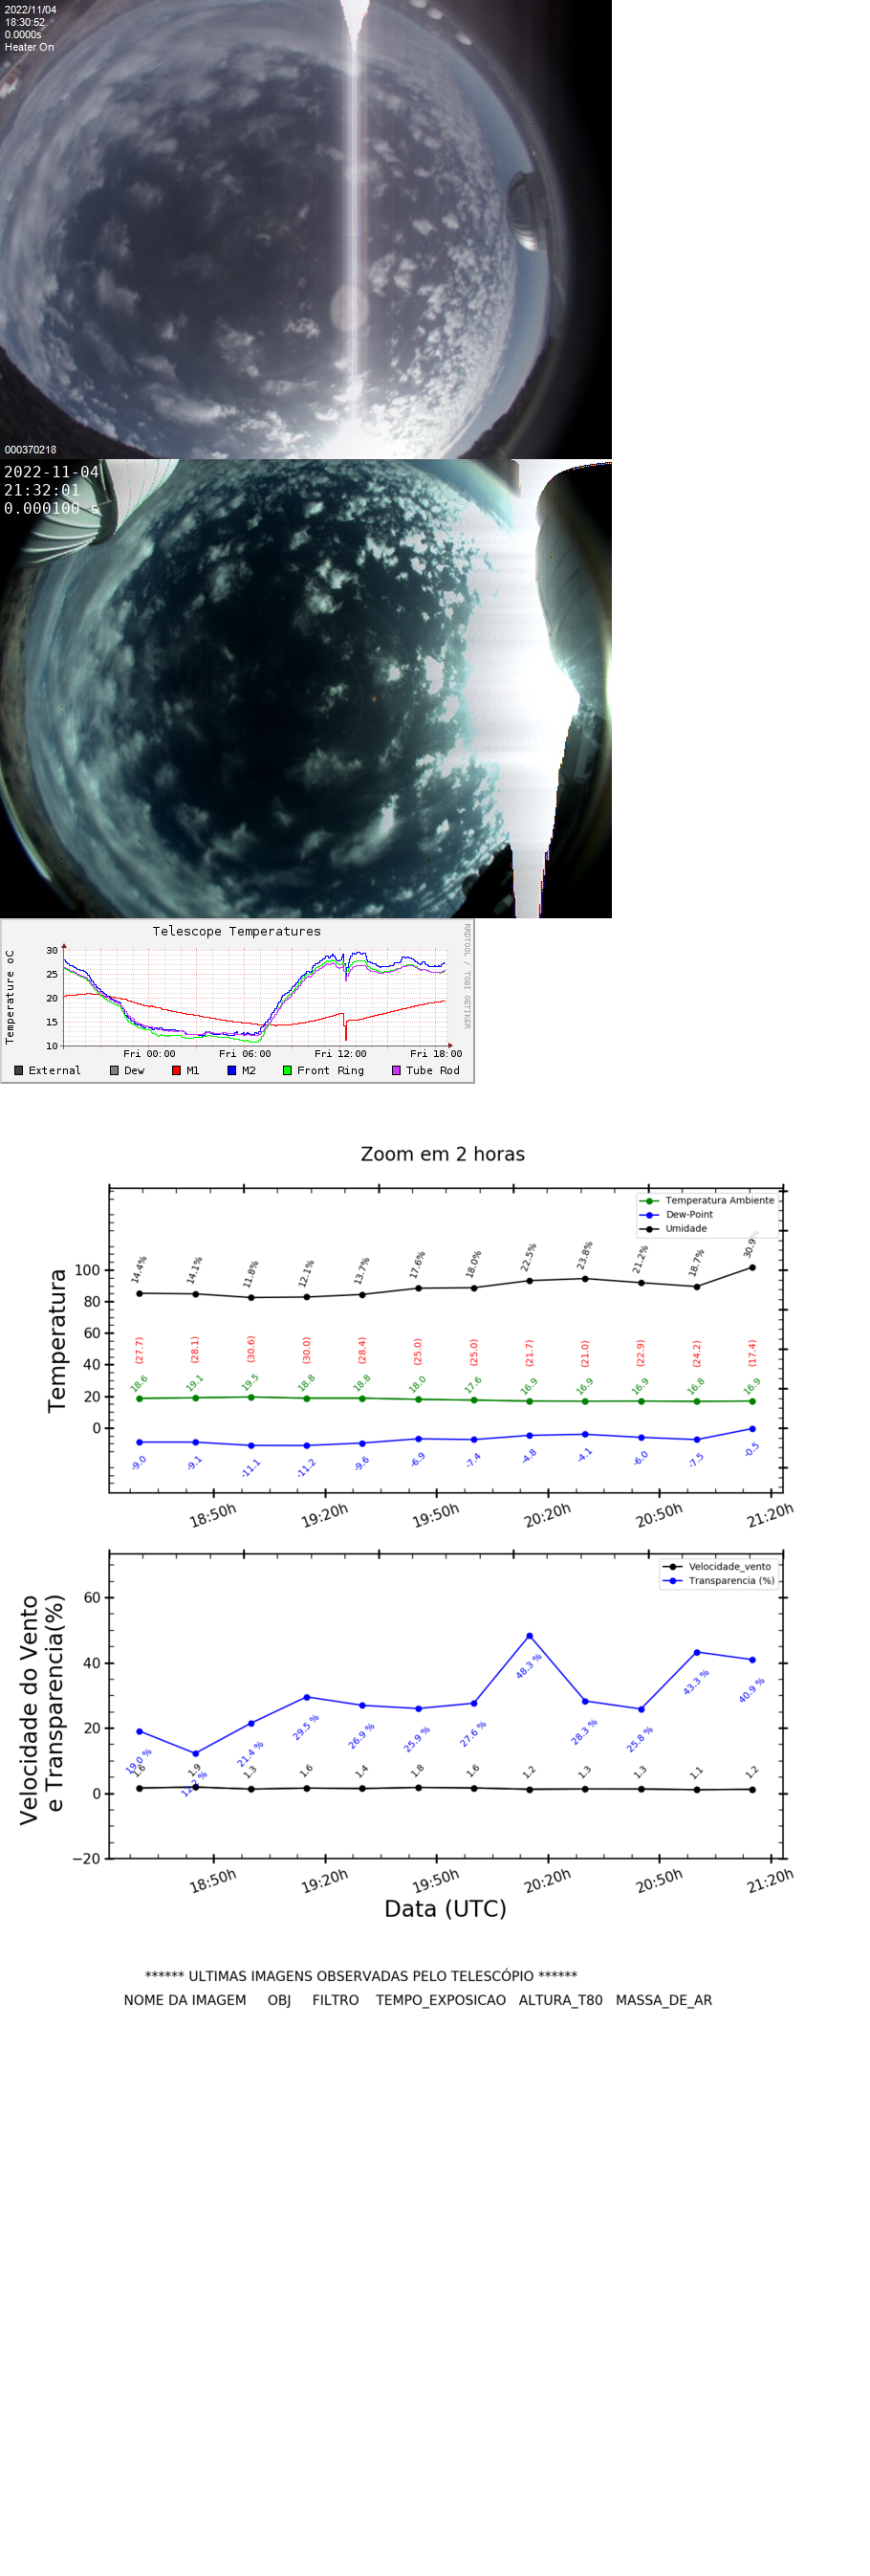 2022/11/04
18:30:52
0.0000s
Heater On
000370218
2022-11-04
21:32:01
0.000100 s
Telescope Temperatures
RRDTOOL / TOBI OETIKER
Temperature oC
30
25
20
15
10
Fri 00:00 Fri 06:00 Fri 12:00 Fri 18:00
External Dew M1 M2 Front Ring Tube Rod
Zoom em 2 horas
Temperatura Ambiente
Dew-Point
Umidade
Temperatura
100
80
60
40
20
0
14.4% 14.1% 11.8% 12.1% 13.7% 17.6% 18.0% 22.5% 23.8% 21.2% 18.7% 30.9%
(27.7) (28.1) (30.6) (30.0) (28.4) (25.0) (25.0) (21.7) (21.0) (22.9) (24.2) (17.4)
18.6 19.1 19.5 18.8 18.8 18.0 17.6 16.9 16.9 16.9 16.8 16.9
-9.0 -9.1 -11.1 -11.2 -9.6 -6.9 -7.4 -4.8 -4.1 -6.0 -7.5 -0.5
18:50h 19:20h 19:50h 20:20h 20:50h 21:20h
Velocidade_vento
Transparencia (%)
Velocidade do Vento
e Transparencia(%)
60
40
20
0
−20
19.0 % 21.4 % 29.5 % 26.9 % 25.9 % 27.6 % 48.3 % 28.3 % 25.8 % 43.3 % 40.9 %
1.6 1.9 1.3 1.6 1.4 1.8 1.6 1.2 1.3 1.3 1.1 1.2
18:50h 19:20h 19:50h 20:20h 20:50h 21:20h
Data (UTC)
****** ULTIMAS IMAGENS OBSERVADAS PELO TELESCÓPIO ******
NOME DA IMAGEM OBJ FILTRO TEMPO_EXPOSICAO ALTURA_T80 MASSA_DE_AR